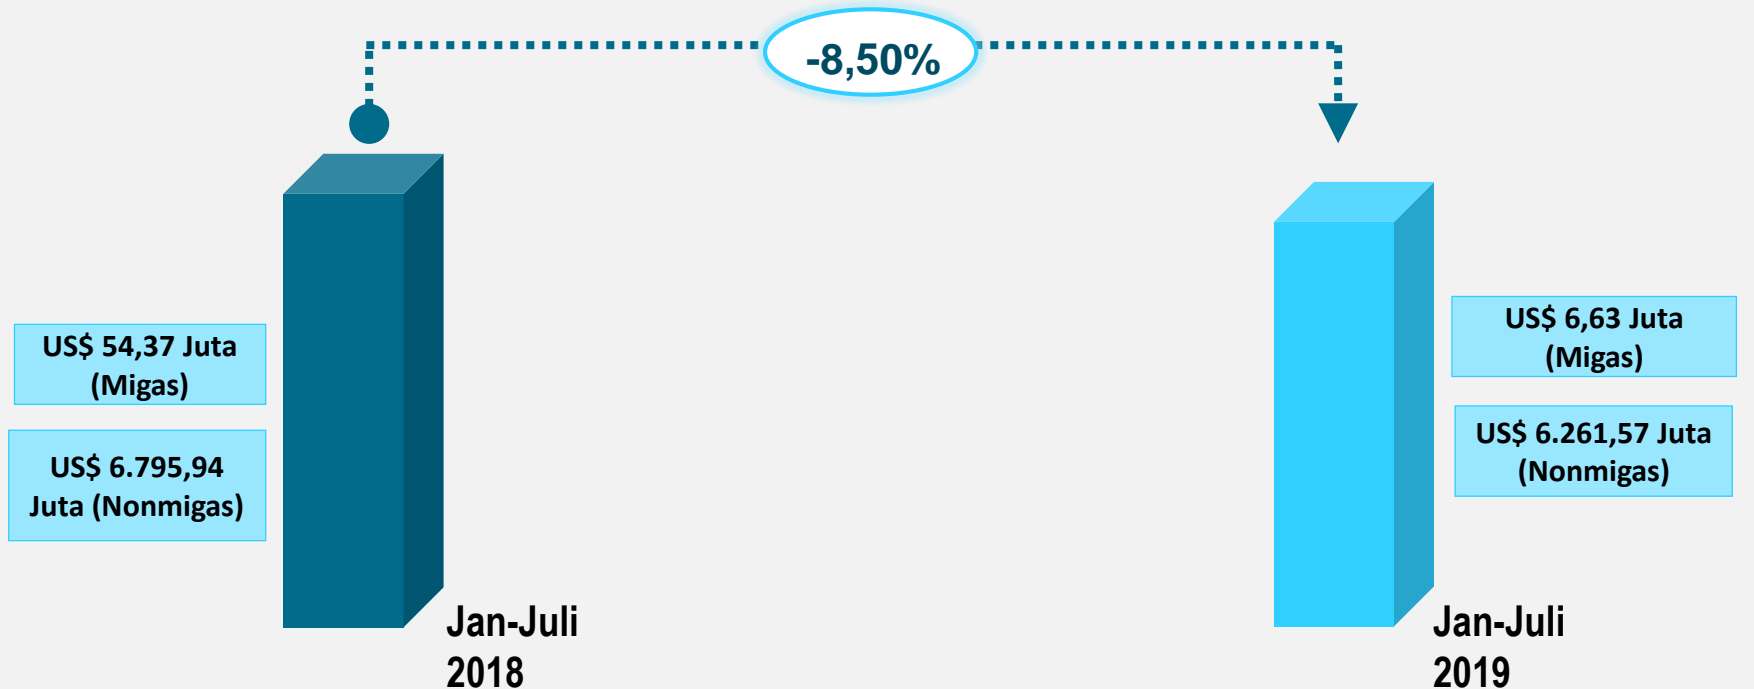 -8,50%
US$ 54,37 Juta
(Migas)
US$ 6.795,94
Juta (Nonmigas)
Jan-Juli
2018
US$ 6,63 Juta
(Migas)
US$ 6.261,57 Juta
(Nonmigas)
Jan-Juli
2019